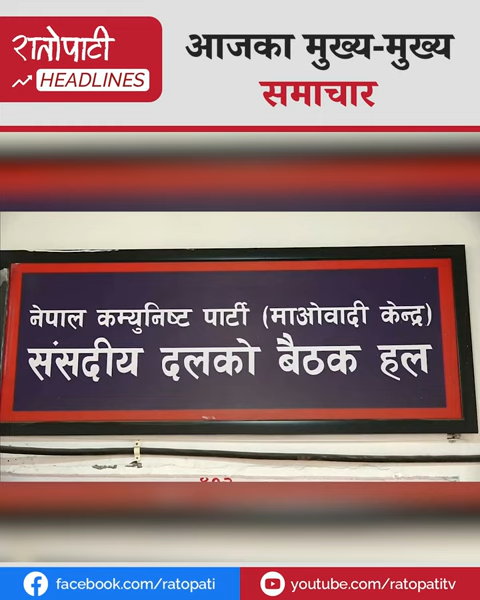 रातोपाटी
HEADLINES
आजका मुख्य-मुख्य
समाचार
नेपाल कम्युनिष्ट पार्टी (माओवादी केन्द्र)
संसदीय दलको बैठक हल
facebook.com/ratopati
youtube.com/ratopatitv